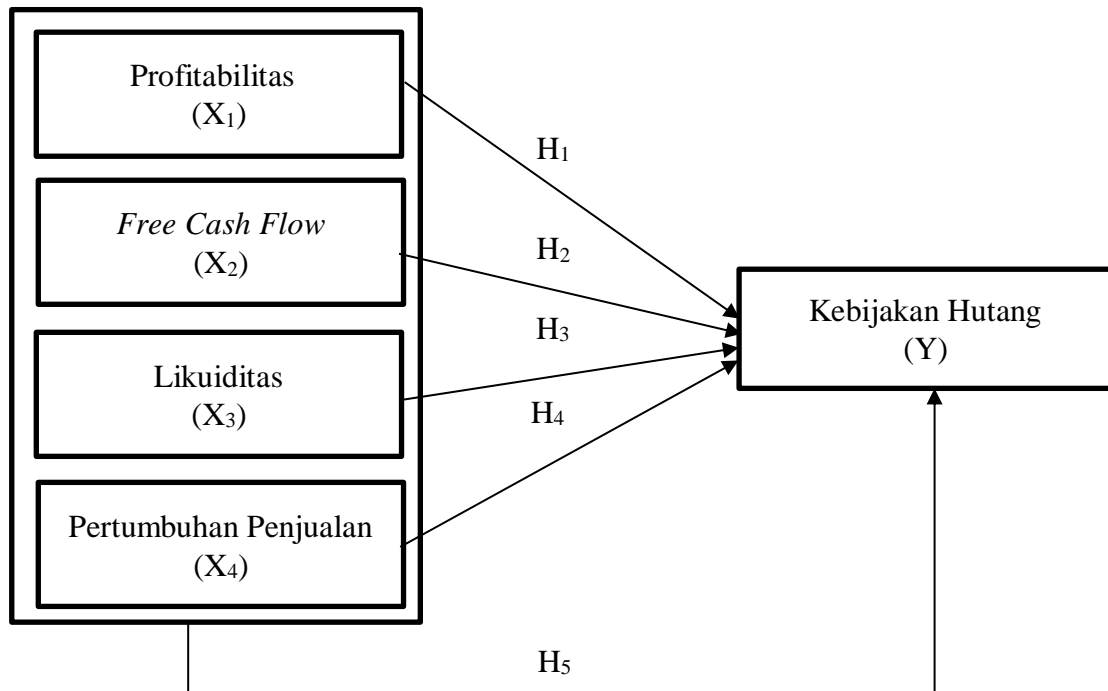 Profitabilitas
(X₁)
H₁
Free Cash Flow
(X₂)
H₂
Kebijakan Hutang
(Y)
H₃
Likuiditas
(X₃)
H₄
Pertumbuhan Penjualan
(X₄)
H₅